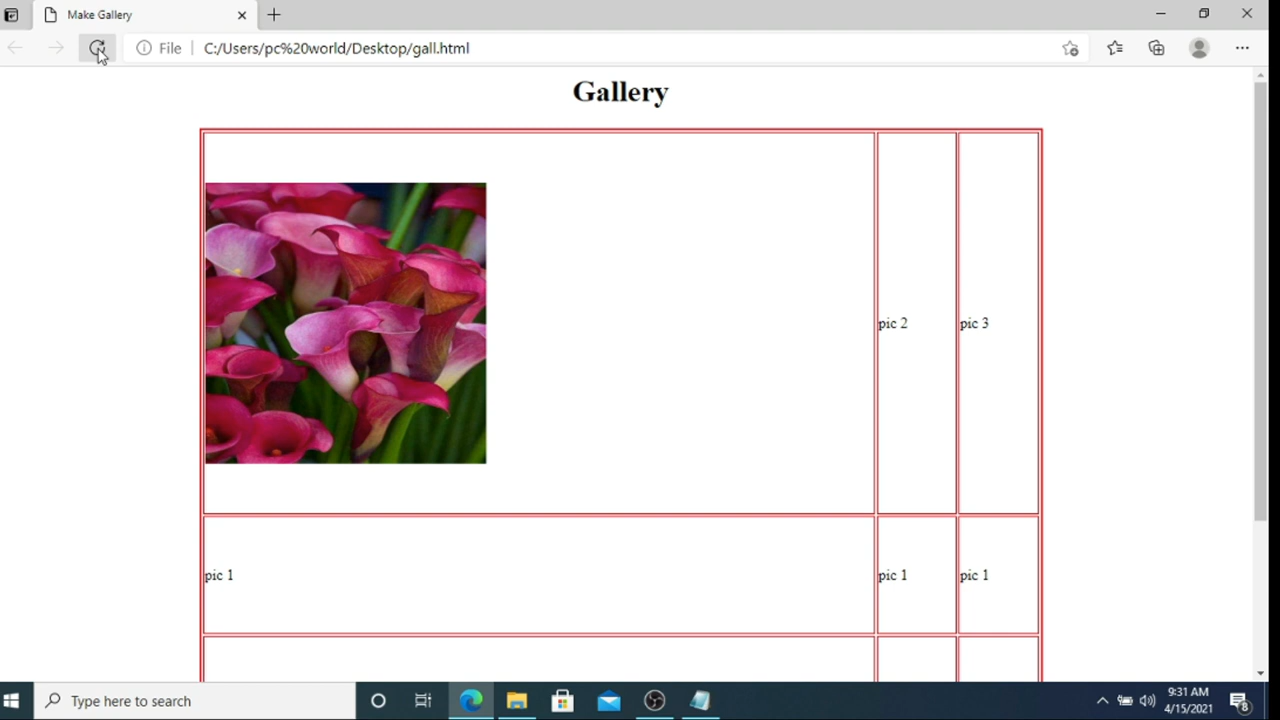 Make Gallery
File
C:/Users/pc%20world/Desktop/gall.html
Gallery
pic 2
pic 3
pic 1
pic 1
pic 1
Type here to search
9:31 AM
4/15/2021
8